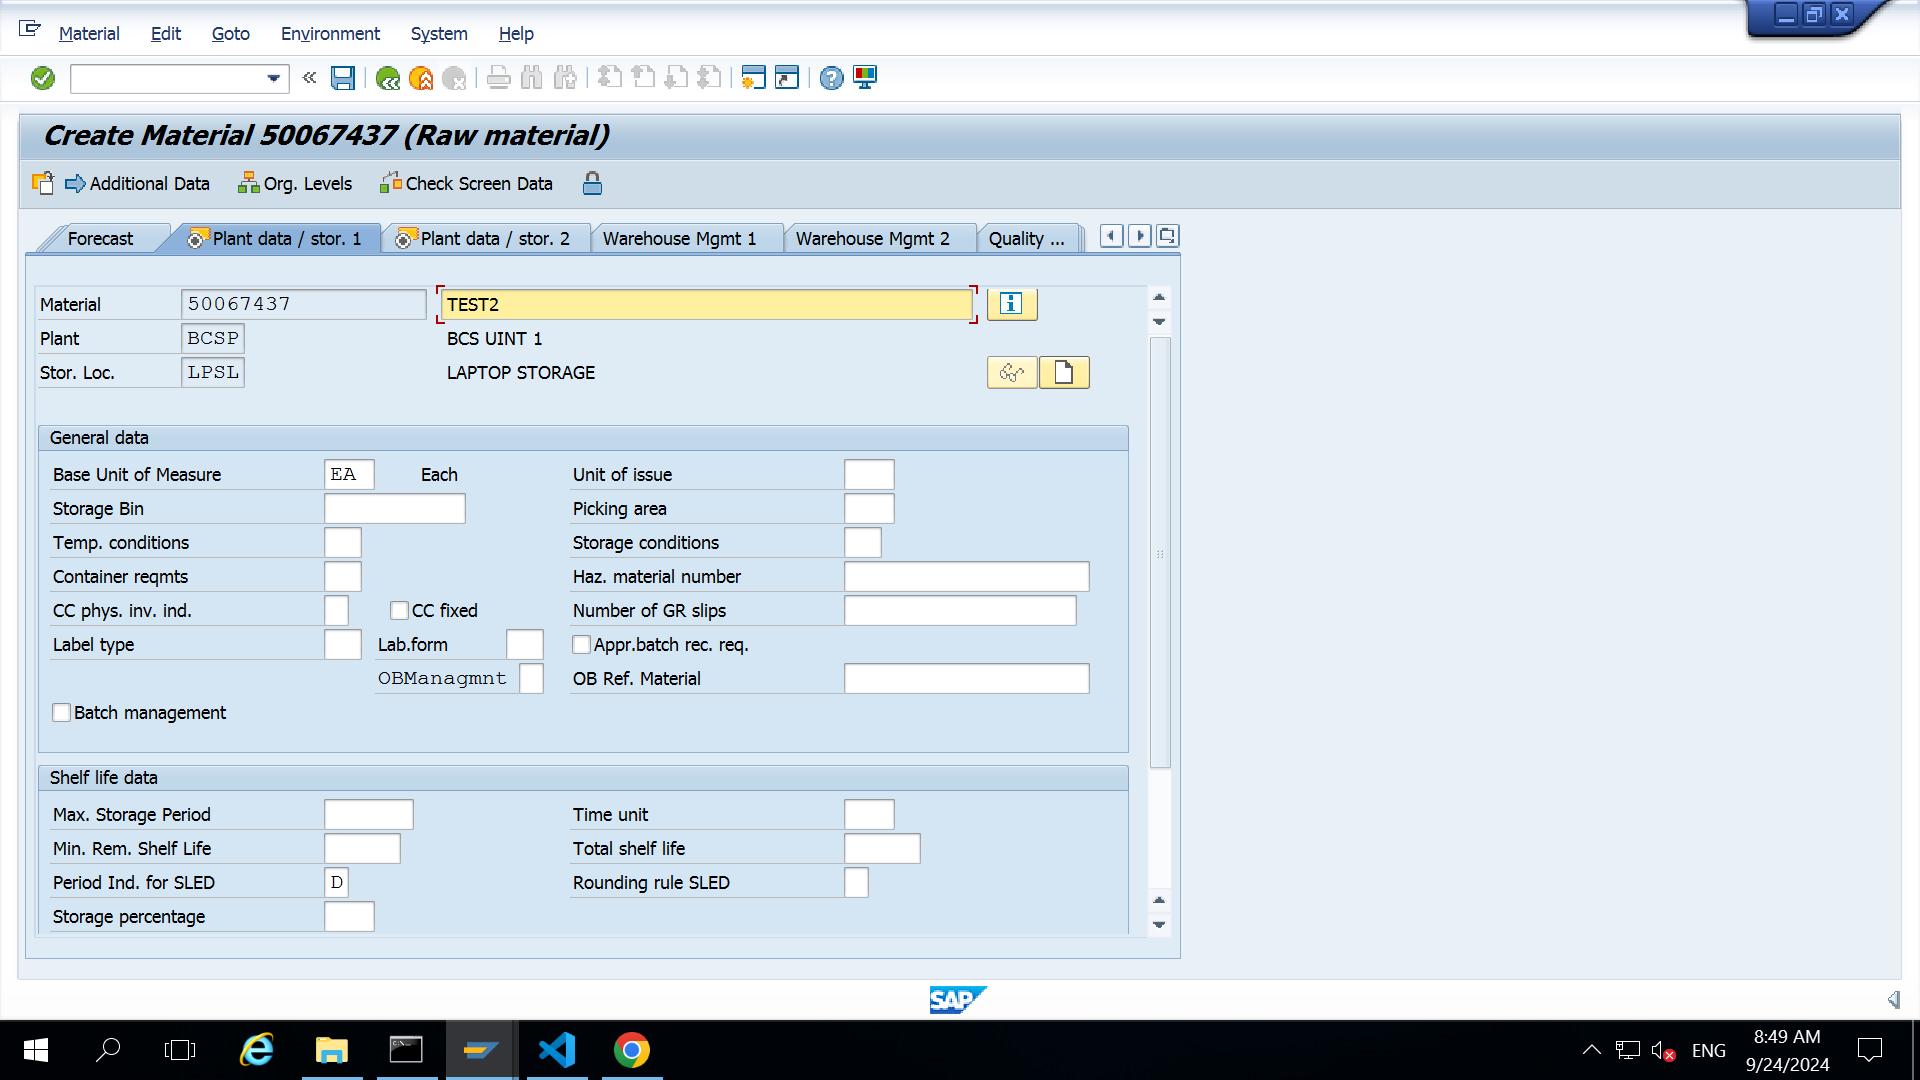 Material Edit Goto Environment System Help
Create Material 50067437 (Raw material)
Additional Data Org. Levels Check Screen Data
Forecast Plant data / stor. 1 Plant data / stor. 2 Warehouse Mgmt 1 Warehouse Mgmt 2 Quality ...
Material 50067437 TEST2
Plant BCSP BCS UINT 1
Stor. Loc. LPSL LAPTOP STORAGE
General data
Base Unit of Measure EA Each Unit of issue
Storage Bin Picking area
Temp. conditions Storage conditions
Container reqmts Haz. material number
CC phys. inv. ind. CC fixed Number of GR slips
Label type Lab.form Appr.batch rec. req.
OBManagmnt OB Ref. Material
Batch management
Shelf life data
Max. Storage Period Time unit
Min. Rem. Shelf Life Total shelf life
Period Ind. for SLED D Rounding rule SLED
Storage percentage
SAP
ENG 8:49 AM
9/24/2024